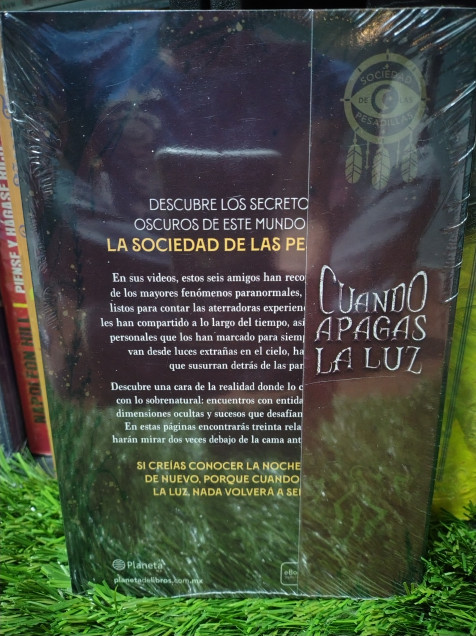 SOCIEDAD
DE LAS
PESADILLAS
DESCUBRE LOS SECRETO
OSCUROS DE ESTE MUNDO
LA SOCIEDAD DE LAS PE
En sus videos, estos seis amigos han reco
de los mayores fenómenos paranormales,
listos para contar las aterradoras experien
les han compartido a lo largo del tiempo, así
personales que los han marcado para siemp
van desde luces extrañas en el cielo, ha
que susurran detrás de las par
Descubre una cara de la realidad donde lo c
con lo sobrenatural: encuentros con entida
dimensiones ocultas y sucesos que desafían
En estas páginas encontrarás treinta rela
harán mirar dos veces debajo de la cama ant
SI CREÍAS CONOCER LA NOCHE
DE NUEVO, PORQUE CUANDO
LA LUZ, NADA VOLVERÁ A SE
CUANDO
APAGAS
LA LUZ
Planeta
planetadelibros.com.mx
eBo
NAPOLEON HILL
PIENSE Y HÁGASE RICO